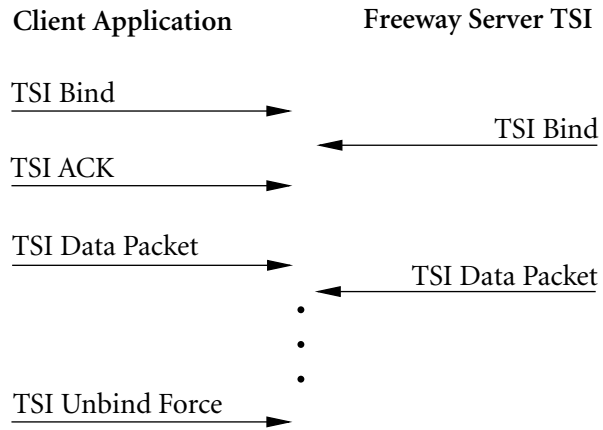 Client Application
Freeway Server TSI
TSI Bind
TSI Bind
TSI ACK
TSI Data Packet
TSI Data Packet
TSI Unbind Force